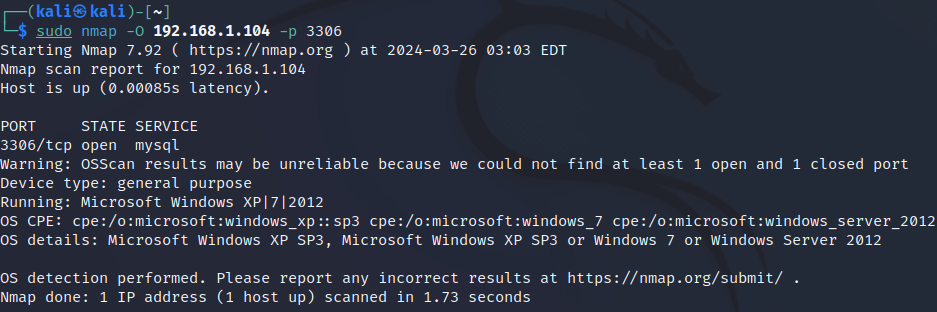 ┌──(kali㉿kali)-[~]
└─$ sudo nmap -O 192.168.1.104 -p 3306
Starting Nmap 7.92 ( https://nmap.org ) at 2024-03-26 03:03 EDT
Nmap scan report for 192.168.1.104
Host is up (0.00085s latency).
PORT     STATE SERVICE
3306/tcp open  mysql
Warning: OSScan results may be unreliable because we could not find at least 1 open and 1 closed port
Device type: general purpose
Running: Microsoft Windows XP|7|2012
OS CPE: cpe:/o:microsoft:windows_xp::sp3 cpe:/o:microsoft:windows_7 cpe:/o:microsoft:windows_server_2012
OS details: Microsoft Windows XP SP3, Microsoft Windows XP SP3 or Windows 7 or Windows Server 2012
OS detection performed. Please report any incorrect results at https://nmap.org/submit/ .
Nmap done: 1 IP address (1 host up) scanned in 1.73 seconds